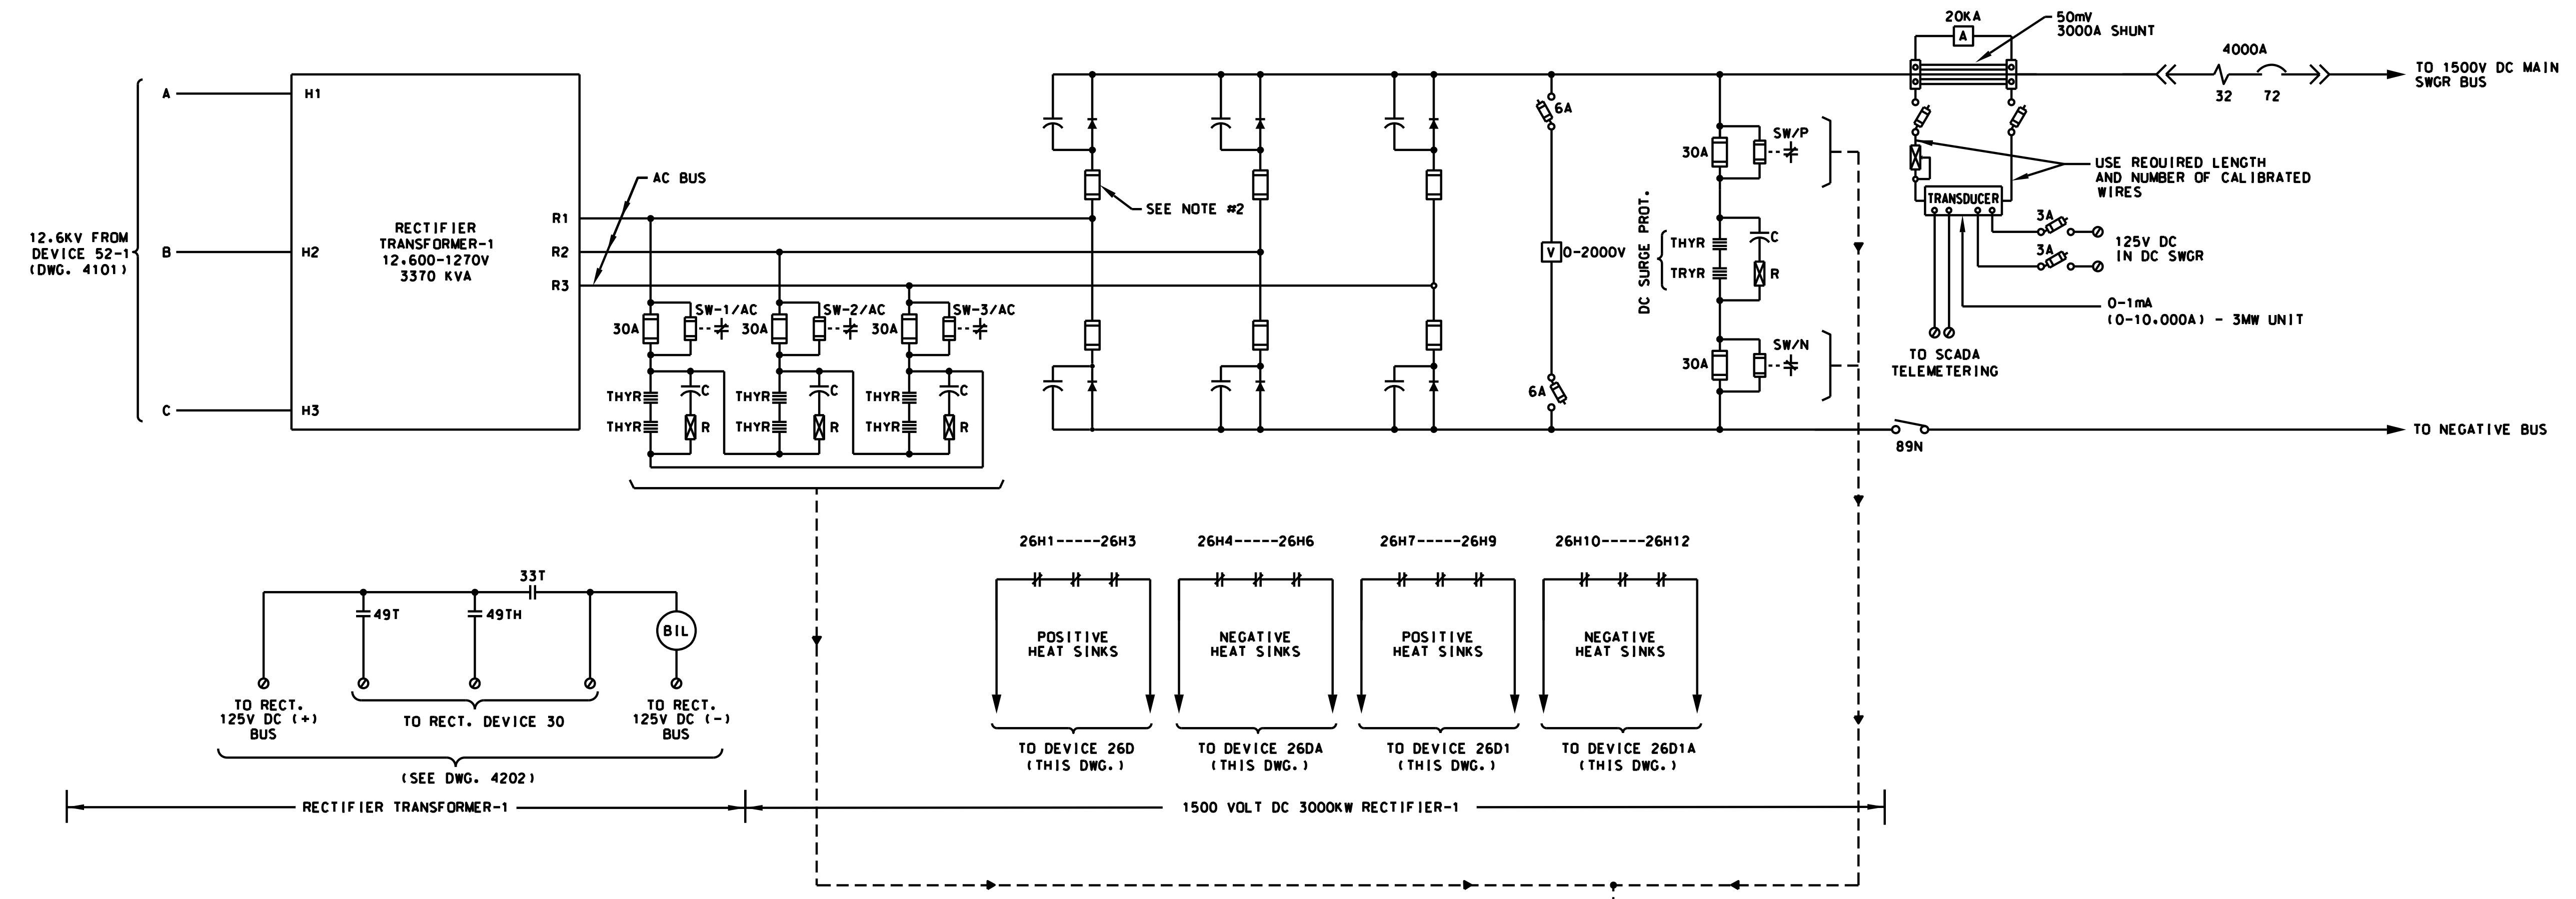 20KA
A
50mV
3000A SHUNT
4000A
32
72
TO 1500V DC MAIN
SWGR BUS
A
H1
12.6KV FROM
DEVICE 52-1
(DWG. 4101)
B
H2
C
H3
RECTIFIER
TRANSFORMER-1
12.600-1270V
3370 KVA
R1
R2
R3
AC BUS
SEE NOTE #2
6A
V
0-2000V
6A
DC SURGE PROT.
30A
SW/P
THYR
TRYR
C
R
30A
SW/N
USE REQUIRED LENGTH
AND NUMBER OF CALIBRATED
WIRES
TRANSDUCER
3A
3A
125V DC
IN DC SWGR
0-1mA
(0-10.000A) - 3MW UNIT
TO SCADA
TELEMETERING
89N
TO NEGATIVE BUS
30A
SW-1/AC
30A
SW-2/AC
30A
SW-3/AC
THYR
C
THYR
C
THYR
C
THYR
R
THYR
R
THYR
R
33T
49T
49TH
BIL
TO RECT.
125V DC (+)
BUS
TO RECT. DEVICE 30
TO RECT.
125V DC (-)
BUS
(SEE DWG. 4202)
26H1-----26H3
26H4-----26H6
26H7-----26H9
26H10-----26H12
POSITIVE
HEAT SINKS
NEGATIVE
HEAT SINKS
POSITIVE
HEAT SINKS
NEGATIVE
HEAT SINKS
TO DEVICE 26D
(THIS DWG.)
TO DEVICE 26DA
(THIS DWG.)
TO DEVICE 26D1
(THIS DWG.)
TO DEVICE 26D1A
(THIS DWG.)
RECTIFIER TRANSFORMER-1
1500 VOLT DC 3000KW RECTIFIER-1